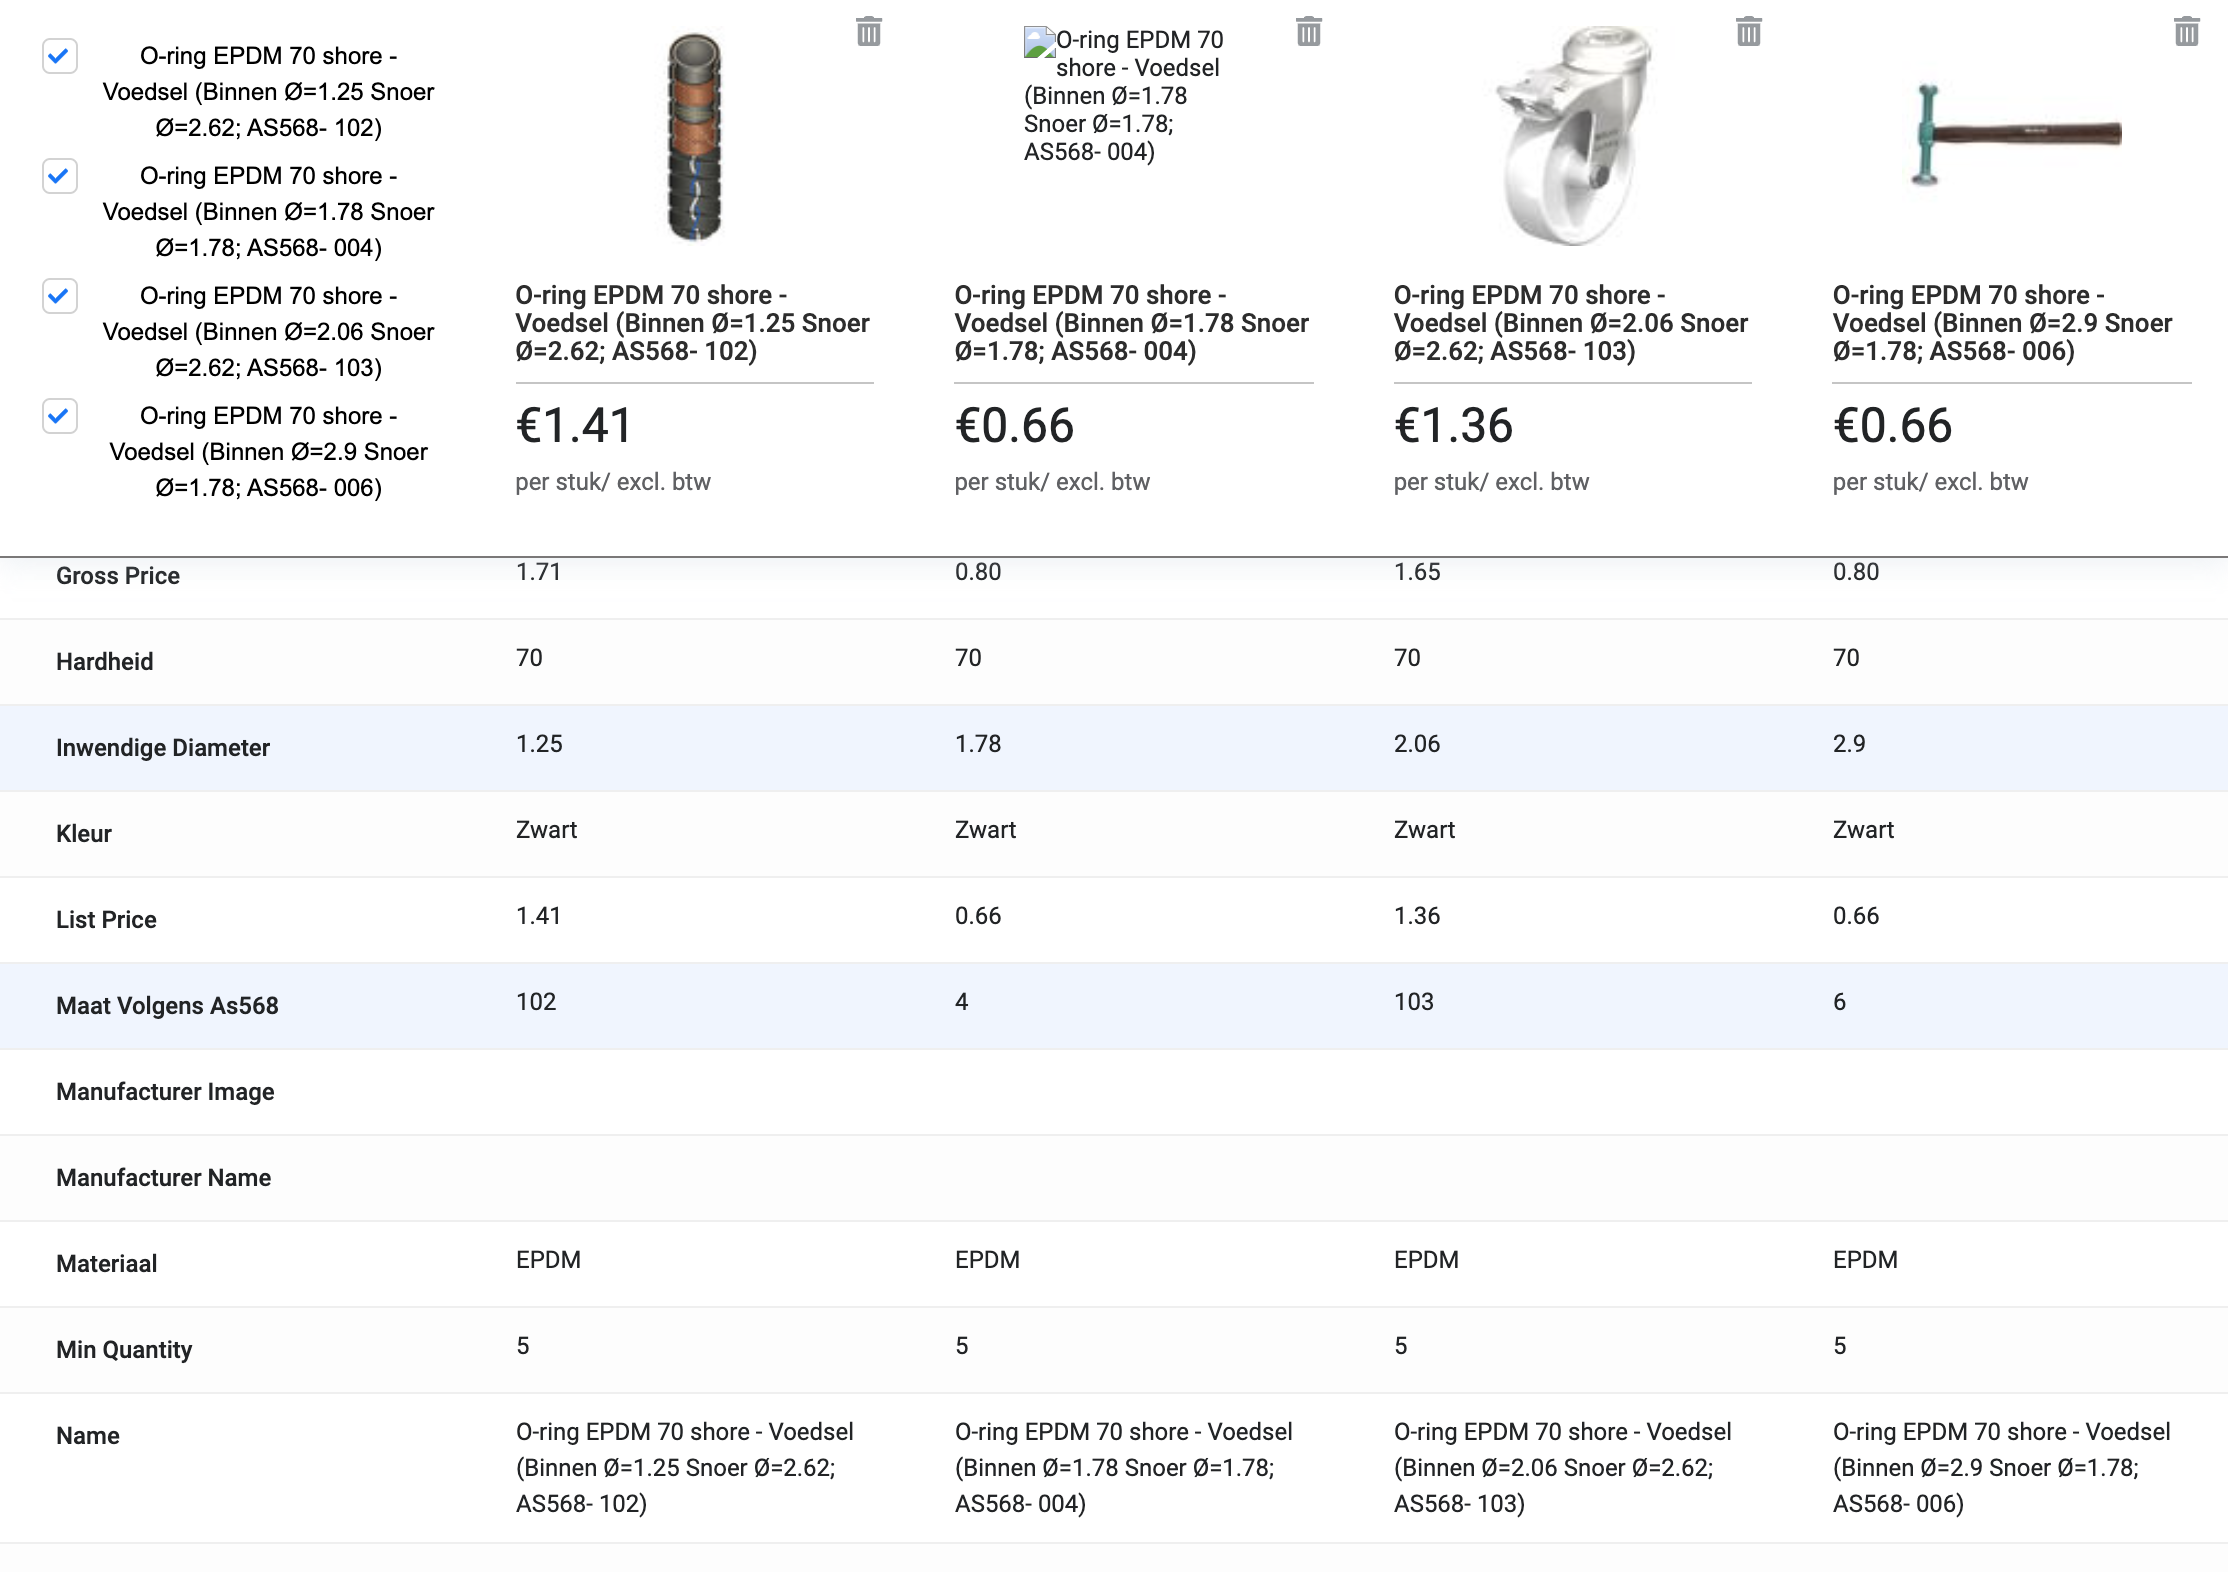 O-ring EPDM 70 shore -
Voedsel (Binnen Ø=1.25 Snoer
Ø=2.62; AS568- 102)
O-ring EPDM 70 shore -
Voedsel (Binnen Ø=1.78 Snoer
Ø=1.78; AS568- 004)
O-ring EPDM 70 shore -
Voedsel (Binnen Ø=2.06 Snoer
Ø=2.62; AS568- 103)
O-ring EPDM 70 shore -
Voedsel (Binnen Ø=2.9 Snoer
Ø=1.78; AS568- 006)
O-ring EPDM 70 shore -
Voedsel (Binnen Ø=1.25 Snoer
Ø=2.62; AS568- 102)
€1.41
per stuk/ excl. btw
O-ring EPDM 70
shore - Voedsel
(Binnen Ø=1.78
Snoer Ø=1.78;
AS568- 004)
O-ring EPDM 70 shore -
Voedsel (Binnen Ø=1.78 Snoer
Ø=1.78; AS568- 004)
€0.66
per stuk/ excl. btw
O-ring EPDM 70 shore -
Voedsel (Binnen Ø=2.06 Snoer
Ø=2.62; AS568- 103)
€1.36
per stuk/ excl. btw
O-ring EPDM 70 shore -
Voedsel (Binnen Ø=2.9 Snoer
Ø=1.78; AS568- 006)
€0.66
per stuk/ excl. btw
Gross Price 1.71 0.80 1.65 0.80
Hardheid 70 70 70 70
Inwendige Diameter 1.25 1.78 2.06 2.9
Kleur Zwart Zwart Zwart Zwart
List Price 1.41 0.66 1.36 0.66
Maat Volgens As568 102 4 103 6
Manufacturer Image
Manufacturer Name
Materiaal EPDM EPDM EPDM EPDM
Min Quantity 5 5 5 5
Name
O-ring EPDM 70 shore - Voedsel
(Binnen Ø=1.25 Snoer Ø=2.62;
AS568- 102)
O-ring EPDM 70 shore - Voedsel
(Binnen Ø=1.78 Snoer Ø=1.78;
AS568- 004)
O-ring EPDM 70 shore - Voedsel
(Binnen Ø=2.06 Snoer Ø=2.62;
AS568- 103)
O-ring EPDM 70 shore - Voedsel
(Binnen Ø=2.9 Snoer Ø=1.78;
AS568- 006)